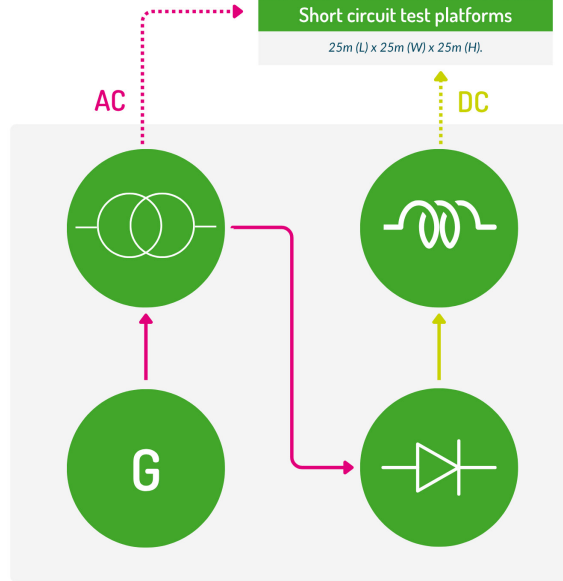 Short circuit test platforms
25m (L) x 25m (W) x 25m (H).
AC
DC
G